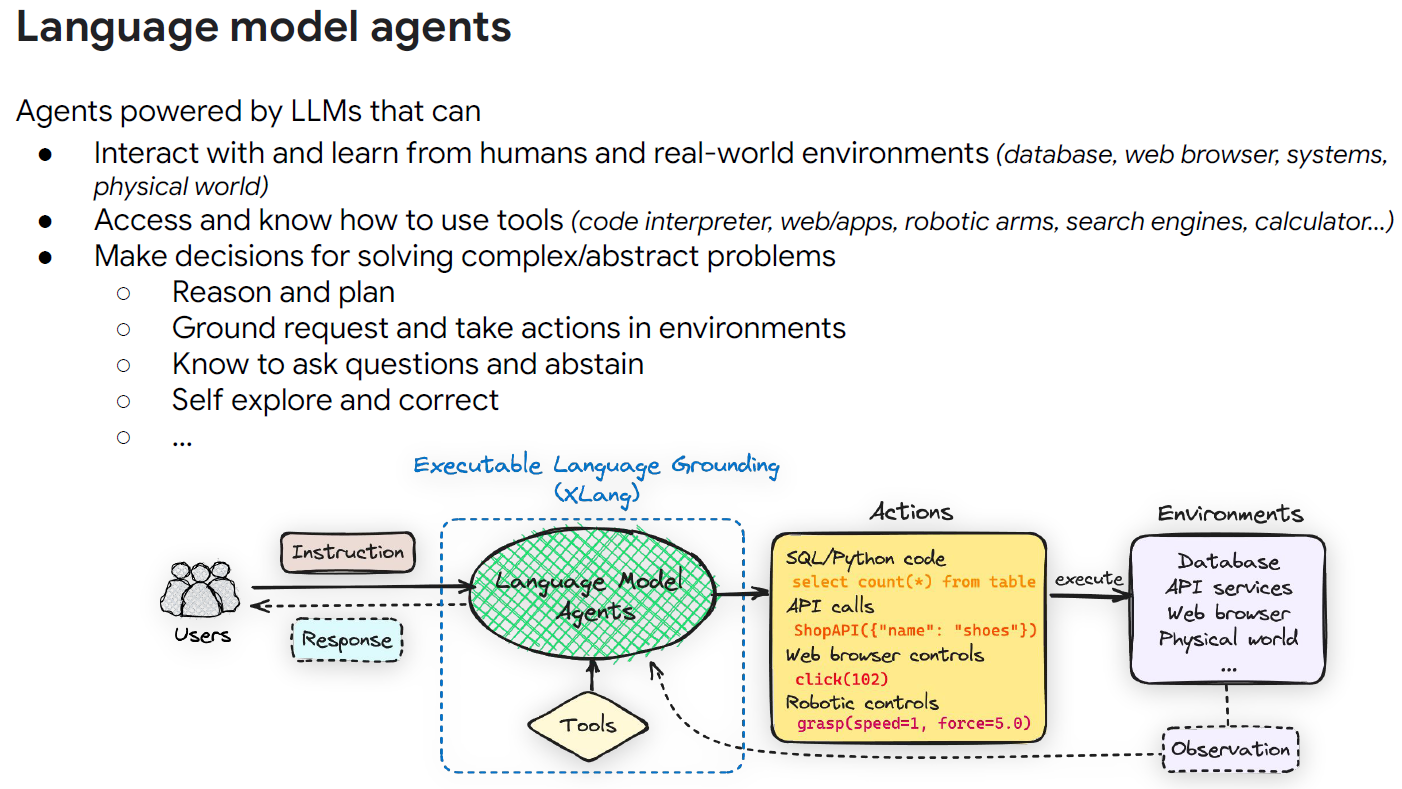 Language model agents
Agents powered by LLMs that can
● Interact with and learn from humans and real-world environments (database, web browser, systems,
physical world)
● Access and know how to use tools (code interpreter, web/apps, robotic arms, search engines, calculator...)
● Make decisions for solving complex/abstract problems
○ Reason and plan
○ Ground request and take actions in environments
○ Know to ask questions and abstain
○ Self explore and correct
○ ...
Executable Language Grounding
(XLang)
Instruction
Users
Response
Language Model
Agents
Tools
Actions
SQL/Python code
select count(*) from table
API calls
ShopAPI({"name": "shoes"})
Web browser controls
click(102)
Robotic controls
grasp(speed=1, force=5.0)
execute
Environments
Database
API services
Web browser
Physical world
...
Observation